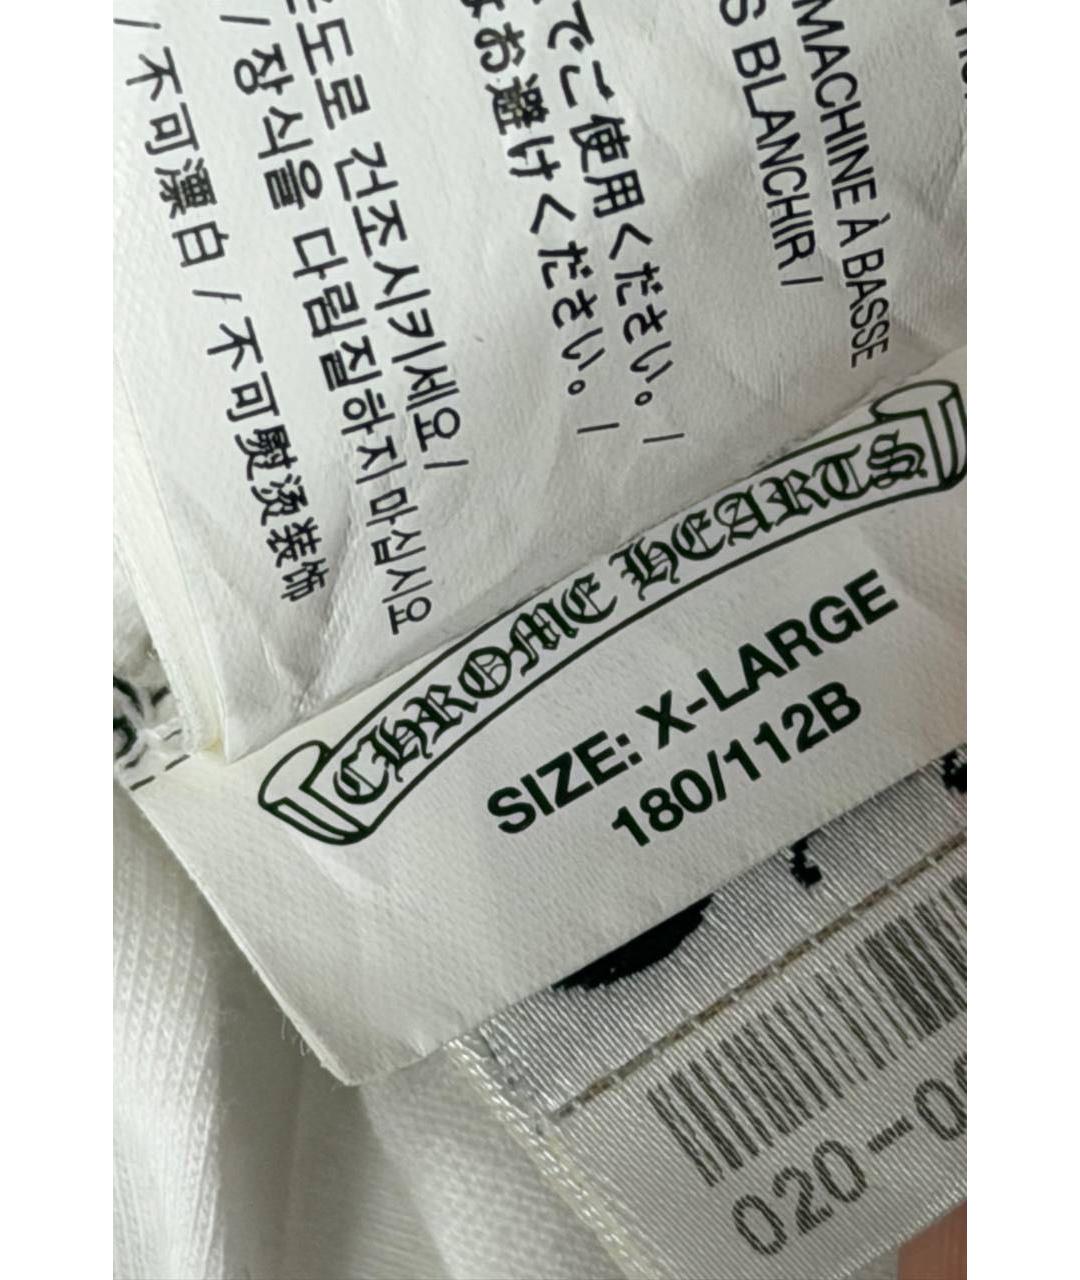 MACHINE À BASSE
BLANCHIR /
でご使用ください。 /
お避けください。 /
도로 건조시키세요 /
/ 장식을 다림질하지 마십시오
/ 不可漂白 / 不可熨烫装饰
CHROME HEARTS
SIZE: X-LARGE
180/112B
020-0